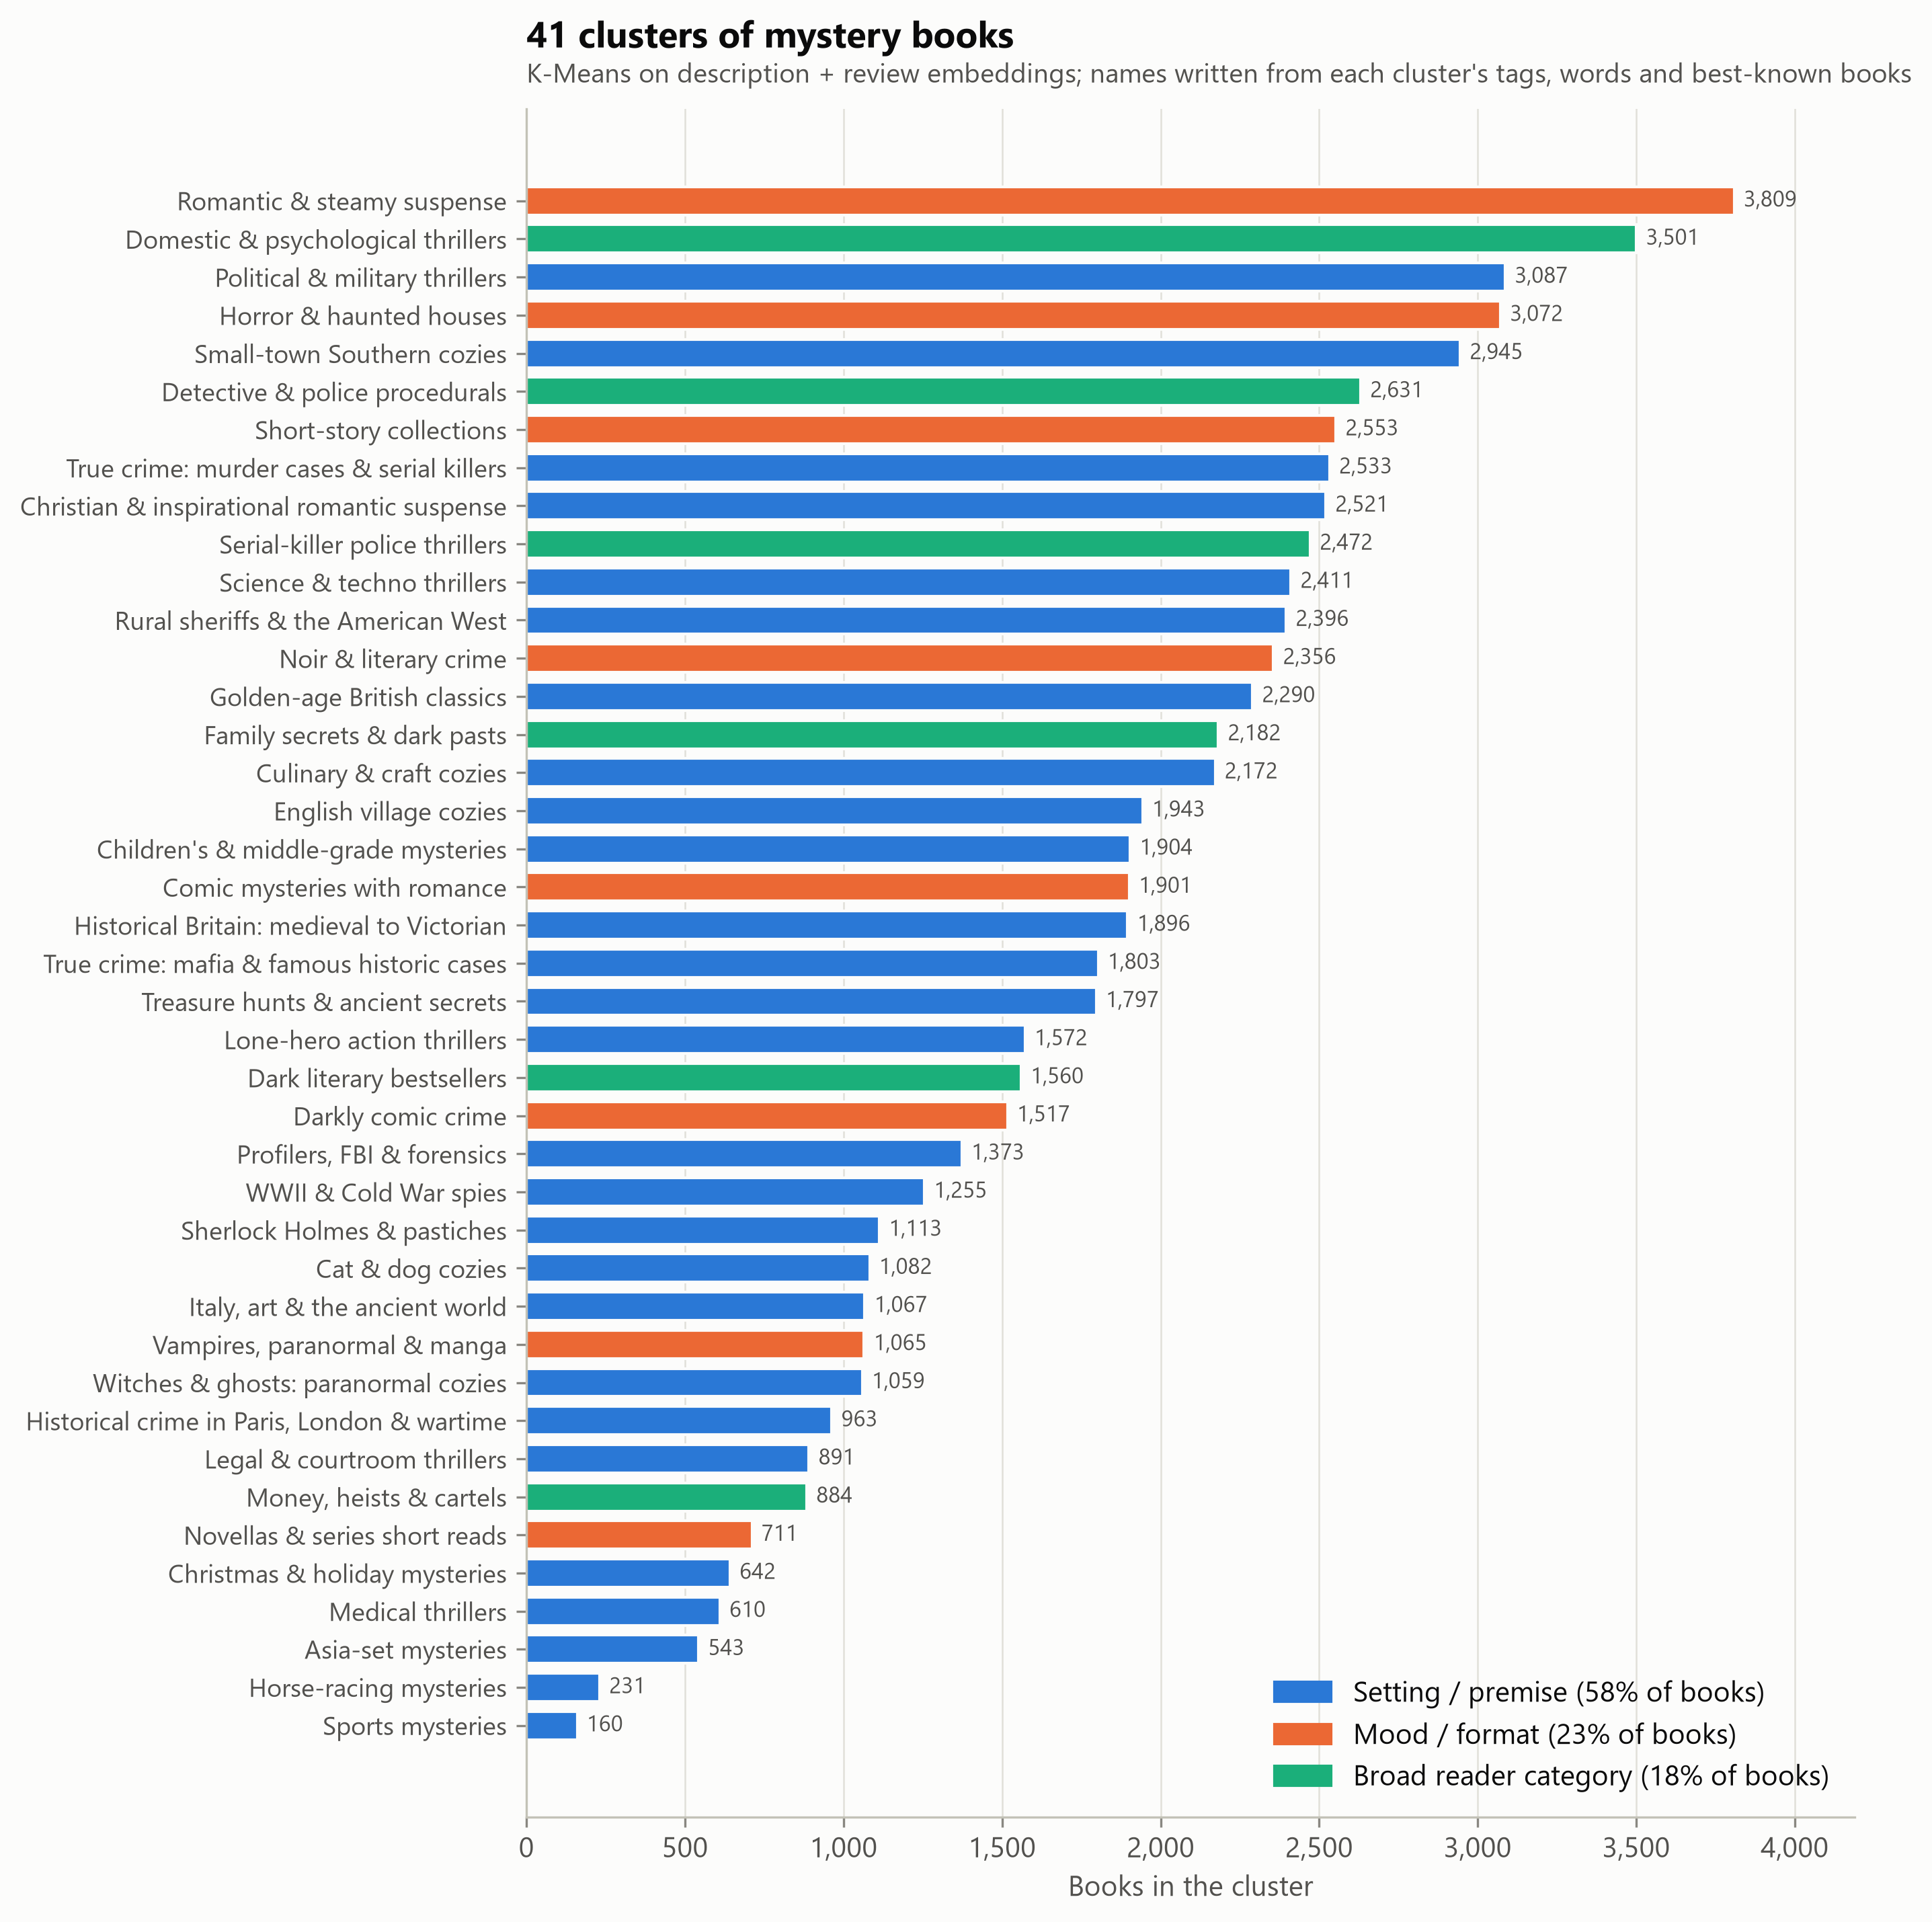 41 clusters of mystery books
K-Means on description + review embeddings; names written from each cluster's tags, words and best-known books
Romantic & steamy suspense 3,809
Domestic & psychological thrillers 3,501
Political & military thrillers 3,087
Horror & haunted houses 3,072
Small-town Southern cozies 2,945
Detective & police procedurals 2,631
Short-story collections 2,553
True crime: murder cases & serial killers 2,533
Christian & inspirational romantic suspense 2,521
Serial-killer police thrillers 2,472
Science & techno thrillers 2,411
Rural sheriffs & the American West 2,396
Noir & literary crime 2,356
Golden-age British classics 2,290
Family secrets & dark pasts 2,182
Culinary & craft cozies 2,172
English village cozies 1,943
Children's & middle-grade mysteries 1,904
Comic mysteries with romance 1,901
Historical Britain: medieval to Victorian 1,896
True crime: mafia & famous historic cases 1,803
Treasure hunts & ancient secrets 1,797
Lone-hero action thrillers 1,572
Dark literary bestsellers 1,560
Darkly comic crime 1,517
Profilers, FBI & forensics 1,373
WWII & Cold War spies 1,255
Sherlock Holmes & pastiches 1,113
Cat & dog cozies 1,082
Italy, art & the ancient world 1,067
Vampires, paranormal & manga 1,065
Witches & ghosts: paranormal cozies 1,059
Historical crime in Paris, London & wartime 963
Legal & courtroom thrillers 891
Money, heists & cartels 884
Novellas & series short reads 711
Christmas & holiday mysteries 642
Medical thrillers 610
Asia-set mysteries 543
Horse-racing mysteries 231
Sports mysteries 160
Setting / premise (58% of books)
Mood / format (23% of books)
Broad reader category (18% of books)
0 500 1,000 1,500 2,000 2,500 3,000 3,500 4,000
Books in the cluster